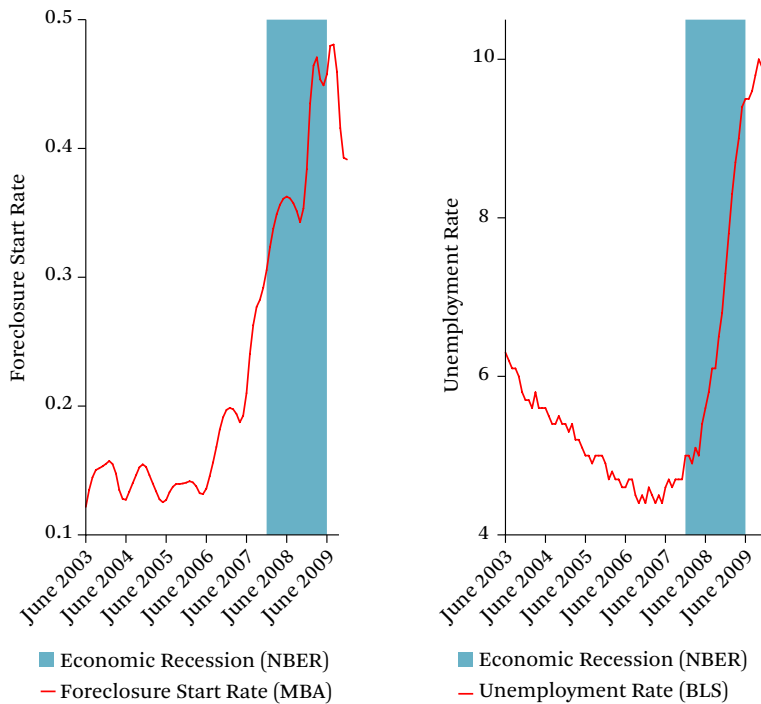 Foreclosure Start Rate
0.5
0.4
0.3
0.2
0.1
June 2003
June 2004
June 2005
June 2006
June 2007
June 2008
June 2009
Economic Recession (NBER)
Foreclosure Start Rate (MBA)
Unemployment Rate
10
8
6
4
June 2003
June 2004
June 2005
June 2006
June 2007
June 2008
June 2009
Economic Recession (NBER)
Unemployment Rate (BLS)